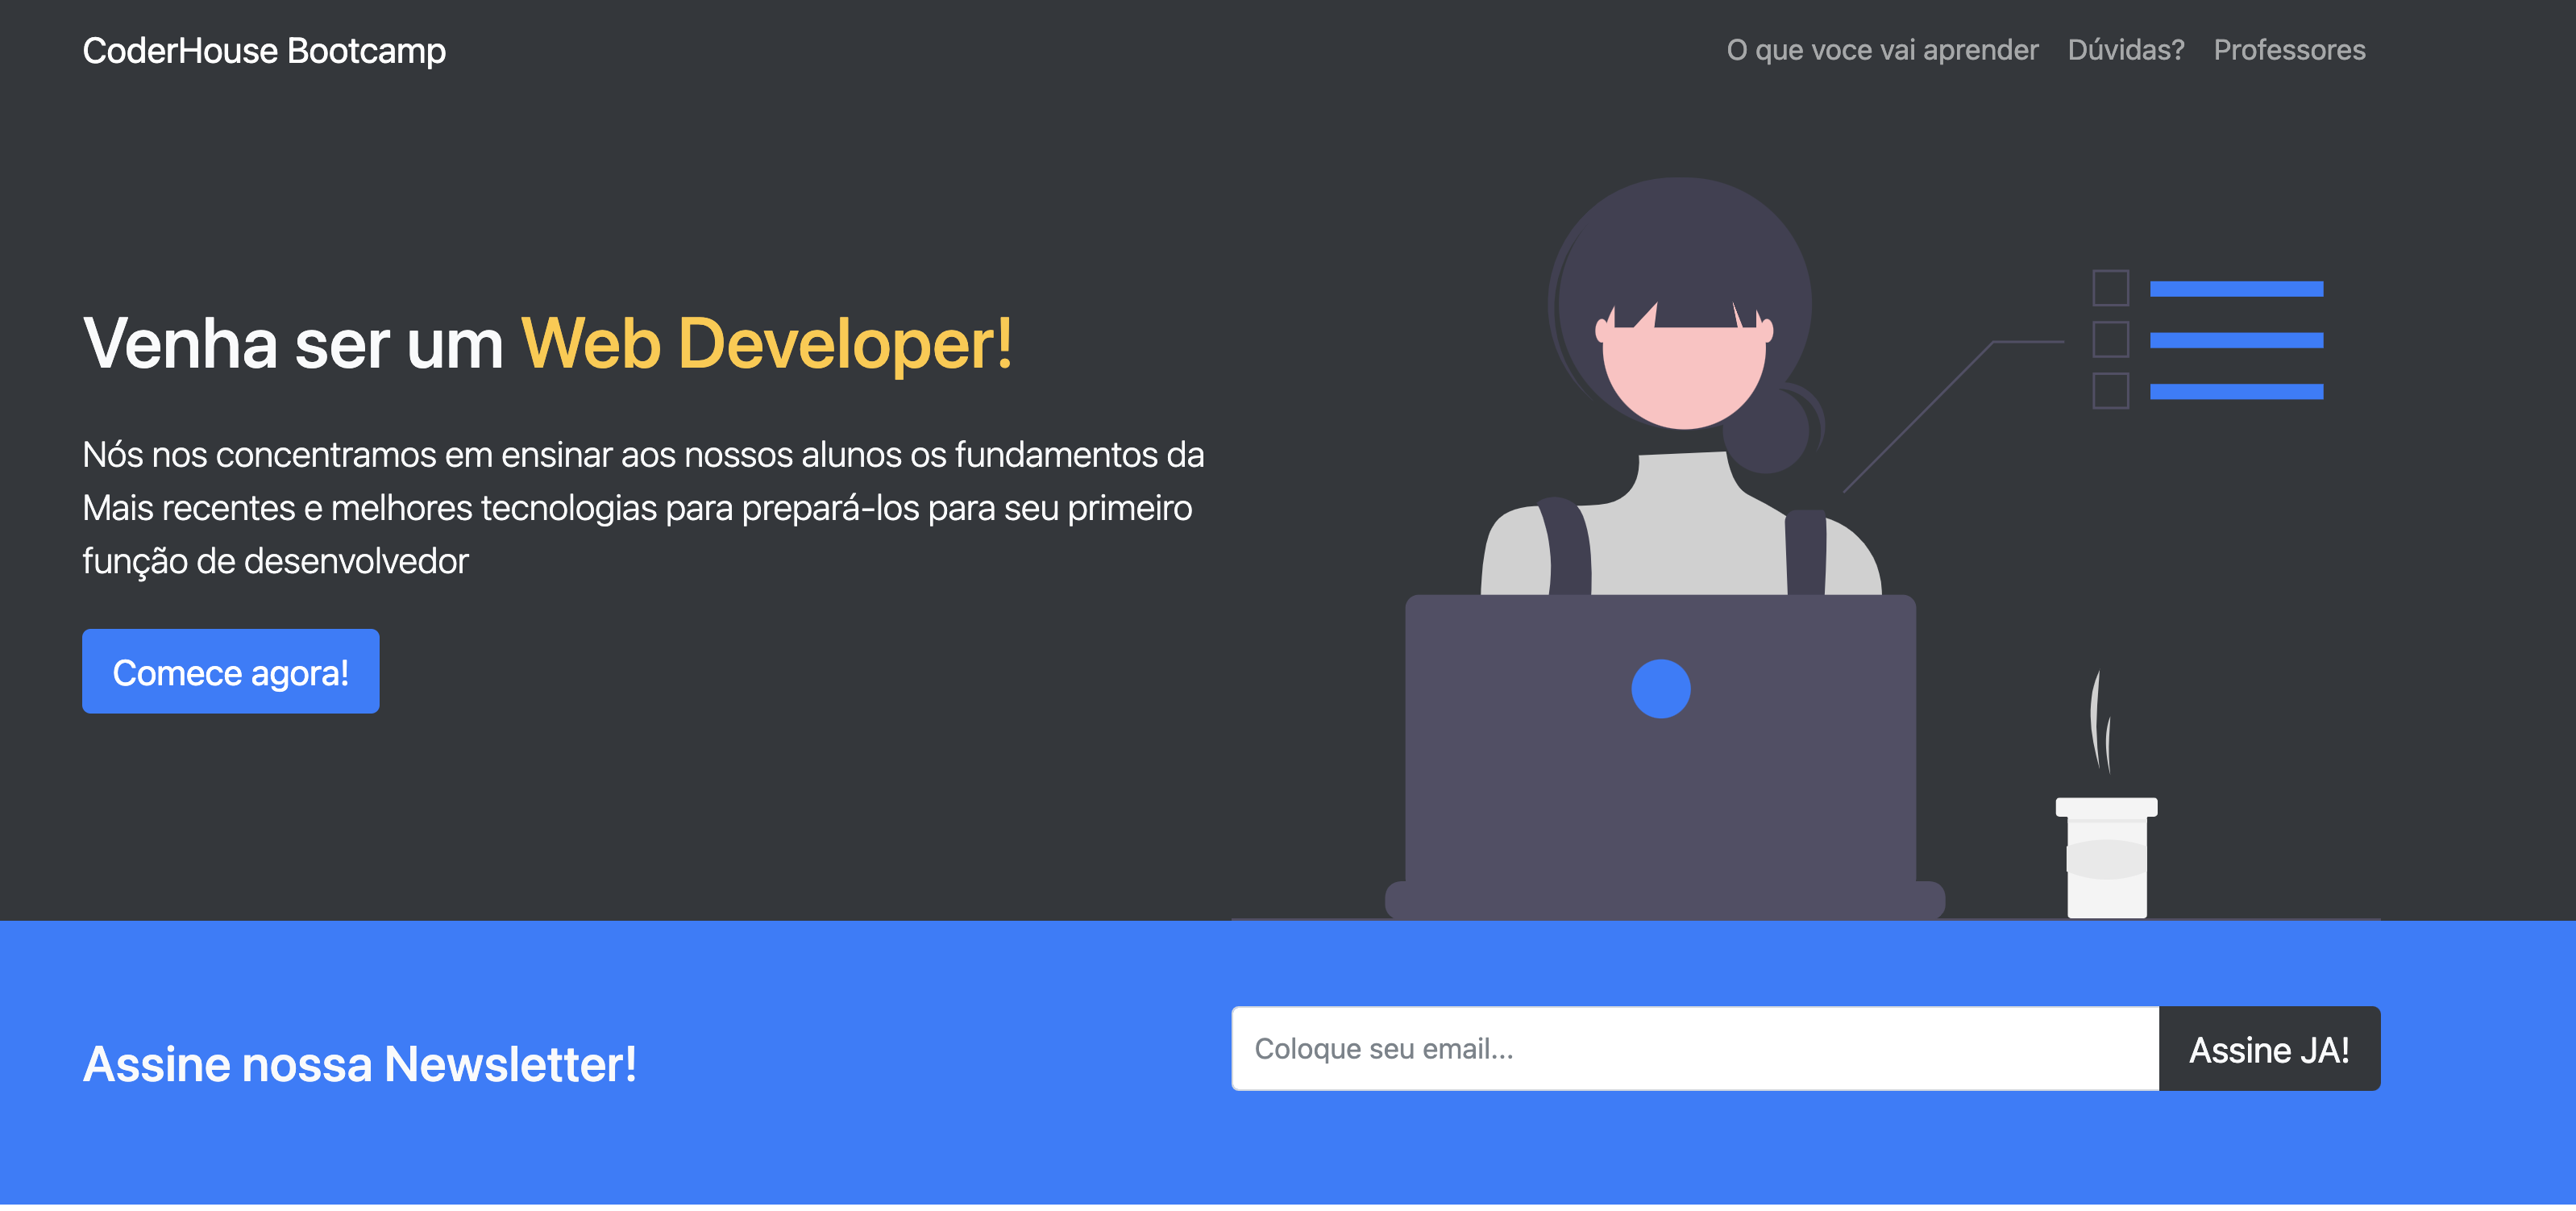 CoderHouse Bootcamp
O que voce vai aprender Dúvidas? Professores
Venha ser um Web Developer!
Nós nos concentramos em ensinar aos nossos alunos os fundamentos da
Mais recentes e melhores tecnologias para prepará-los para seu primeiro
função de desenvolvedor
Comece agora!
Assine nossa Newsletter!
Coloque seu email...
Assine JA!